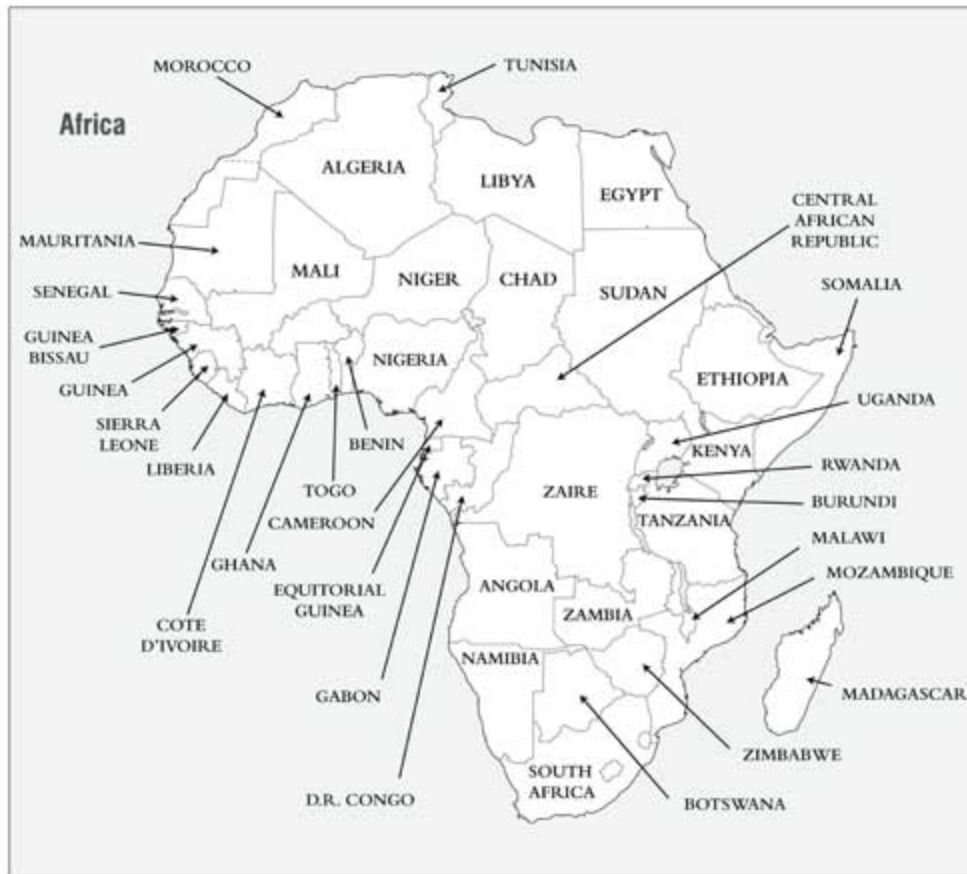 MOROCCO
TUNISIA
Africa
ALGERIA
LIBYA
EGYPT
CENTRAL
AFRICAN
REPUBLIC
MAURITANIA
MALI
NIGER
CHAD
SUDAN
SOMALIA
SENEGAL
GUINEA
BISSAU
NIGERIA
ETHIOPIA
GUINEA
UGANDA
SIERRA
LEONE
BENIN
KENYA
LIBERIA
RWANDA
TOGO
ZAIRE
BURUNDI
CAMEROON
TANZANIA
MALAWI
GHANA
MOZAMBIQUE
EQUITORIAL
GUINEA
ANGOLA
ZAMBIA
COTE
D'IVOIRE
NAMIBIA
GABON
MADAGASCAR
ZIMBABWE
SOUTH
AFRICA
D.R. CONGO
BOTSWANA